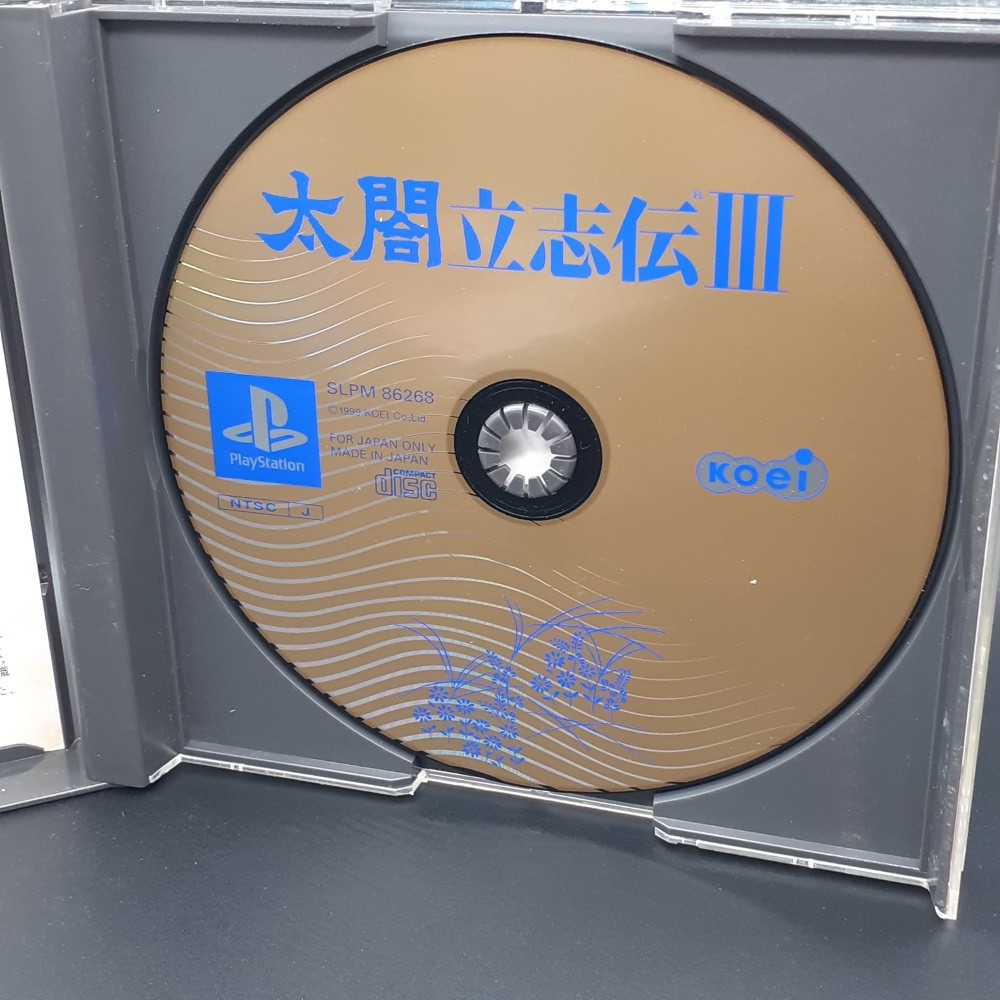 太閤立志伝III
PlayStation
NTSC J
SLPM 86268
©1999 KOEI Co.,Ltd.
FOR JAPAN ONLY
MADE IN JAPAN
COMPACT
disc
KOEI